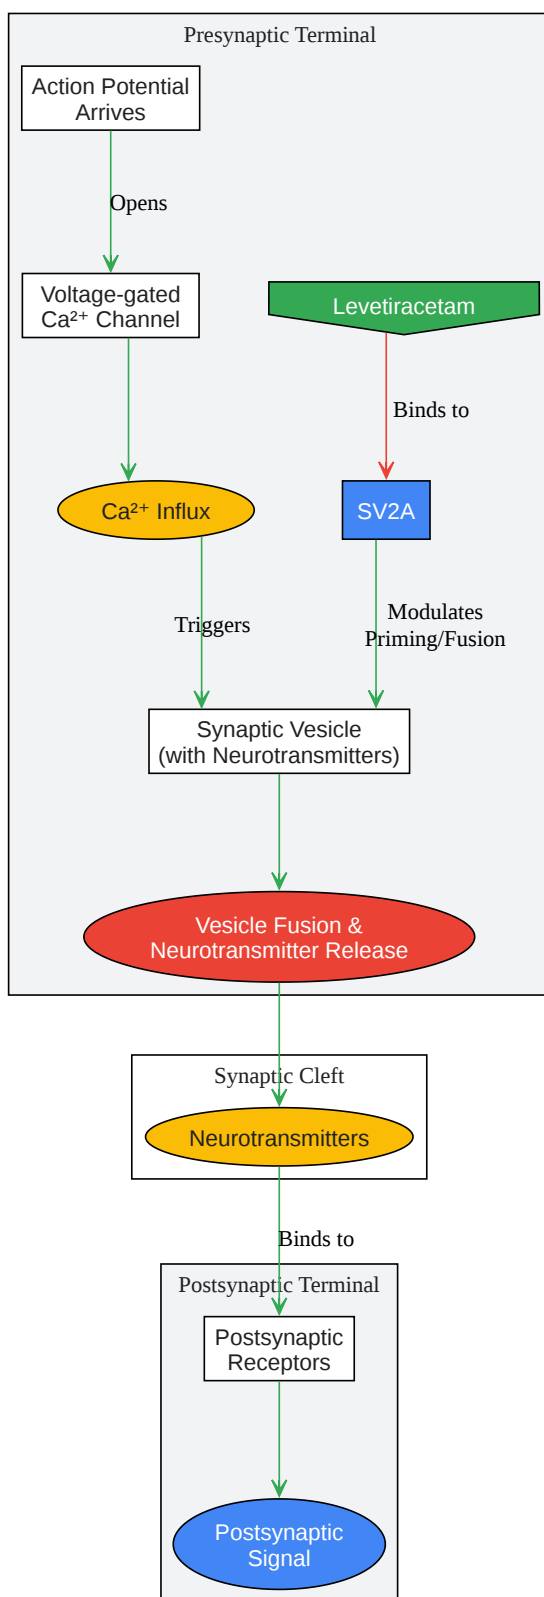 Presynaptic Terminal
Action Potential
Arrives
Opens
Voltage-gated
Ca²⁺ Channel
Levetiracetam
Binds to
Ca²⁺ Influx
SV2A
Triggers
Modulates
Priming/Fusion
Synaptic Vesicle
(with Neurotransmitters)
Vesicle Fusion &
Neurotransmitter Release
Synaptic Cleft
Neurotransmitters
Binds to
Postsynaptic Terminal
Postsynaptic
Receptors
Postsynaptic
Signal